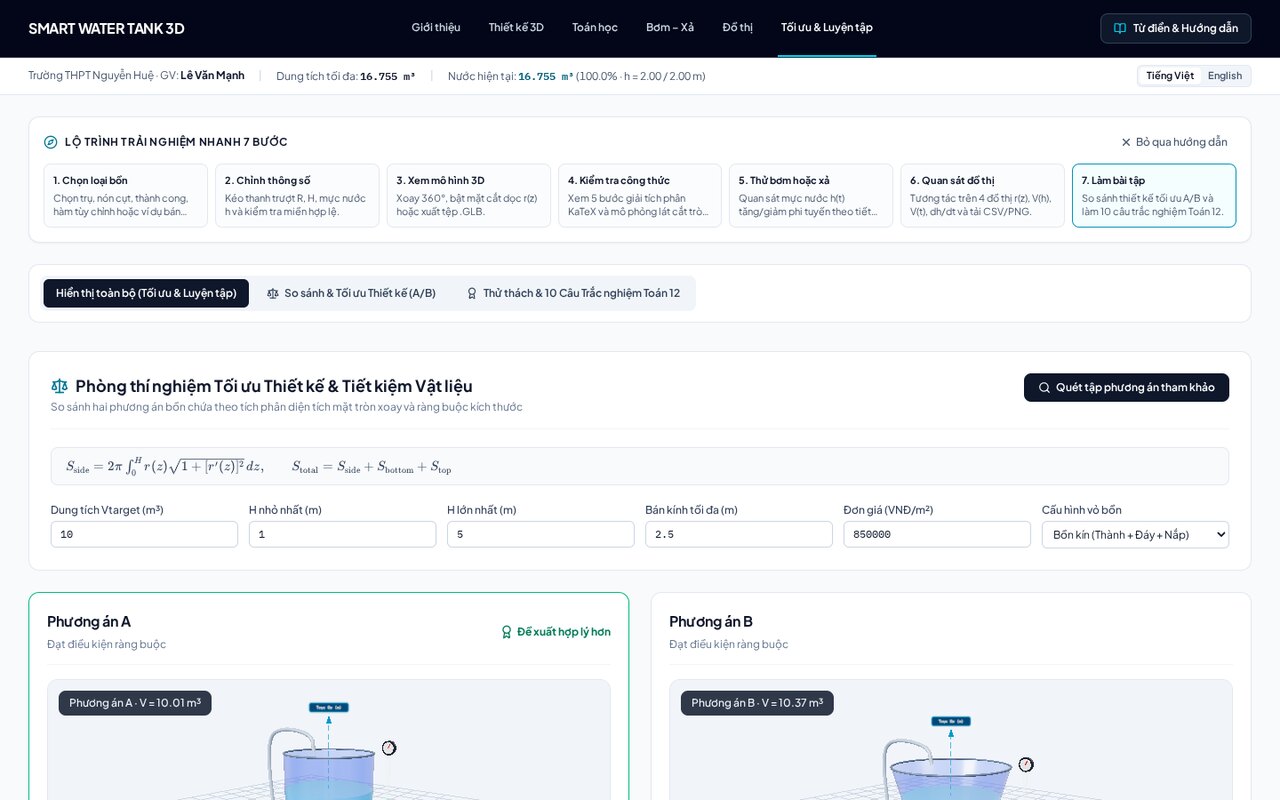 SMART WATER TANK 3D
Giới thiệu
Thiết kế 3D
Toán học
Bơm – Xả
Đồ thị
Tối ưu & Luyện tập
Từ điển & Hướng dẫn
Trường THPT Nguyễn Huệ · GV: Lê Văn Mạnh
Dung tích tối đa: 16.755 m³
Nước hiện tại: 16.755 m³ (100.0% · h = 2.00 / 2.00 m)
Tiếng Việt
English
LỘ TRÌNH TRẢI NGHIỆM NHANH 7 BƯỚC
Bỏ qua hướng dẫn
1. Chọn loại bồn
Chọn trụ, nón cụt, thành cong,
hàm tùy chỉnh hoặc ví dụ bán…
2. Chỉnh thông số
Kéo thanh trượt R, H, mực nước
h và kiểm tra miền hợp lệ.
3. Xem mô hình 3D
Xoay 360°, bật mặt cắt dọc r(z)
hoặc xuất tệp .GLB.
4. Kiểm tra công thức
Xem 5 bước giải tích phân
KaTeX và mô phỏng lát cắt trò…
5. Thử bơm hoặc xả
Quan sát mực nước h(t)
tăng/giảm phi tuyến theo tiết…
6. Quan sát đồ thị
Tương tác trên 4 đồ thị r(z), V(h),
V(t), dh/dt và tải CSV/PNG.
7. Làm bài tập
So sánh thiết kế tối ưu A/B và
làm 10 câu trắc nghiệm Toán 12.
Hiển thị toàn bộ (Tối ưu & Luyện tập)
So sánh & Tối ưu Thiết kế (A/B)
Thử thách & 10 Câu Trắc nghiệm Toán 12
Phòng thí nghiệm Tối ưu Thiết kế & Tiết kiệm Vật liệu
So sánh hai phương án bồn chứa theo tích phân diện tích mặt tròn xoay và ràng buộc kích thước
Quét tập phương án tham khảo
S_side = 2π ∫₀ᴴ r(z)√(1 + [r′(z)]²) dz, S_total = S_side + S_bottom + S_top
Dung tích Vtarget (m³)
10
H nhỏ nhất (m)
1
H lớn nhất (m)
5
Bán kính tối đa (m)
2.5
Đơn giá (VNĐ/m²)
850000
Cấu hình vỏ bồn
Bồn kín (Thành + Đáy + Nắp)
Phương án A
Đạt điều kiện ràng buộc
Đề xuất hợp lý hơn
Phương án A · V = 10.01 m³
Phương án B
Đạt điều kiện ràng buộc
Phương án B · V = 10.37 m³